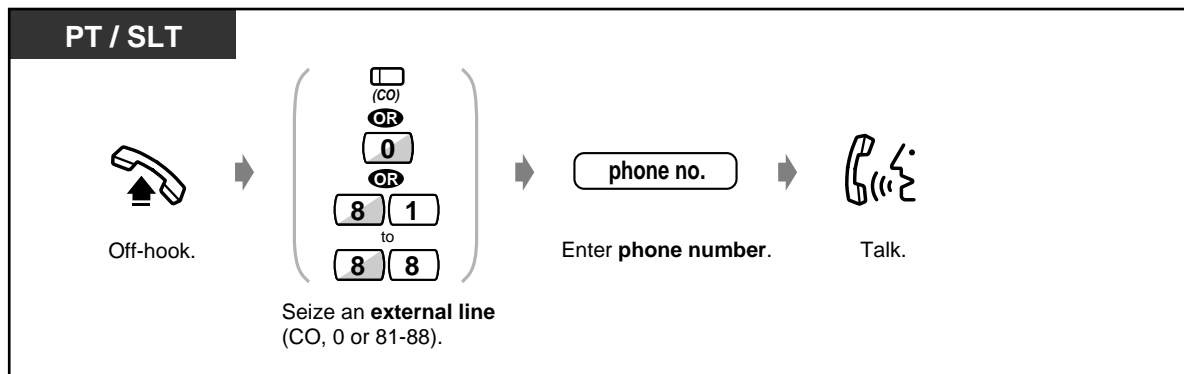 PT / SLT
(CO)
OR
0
OR
8 1
to
8 8
phone no.
Off-hook.
Seize an external line
(CO, 0 or 81-88).
Enter phone number.
Talk.